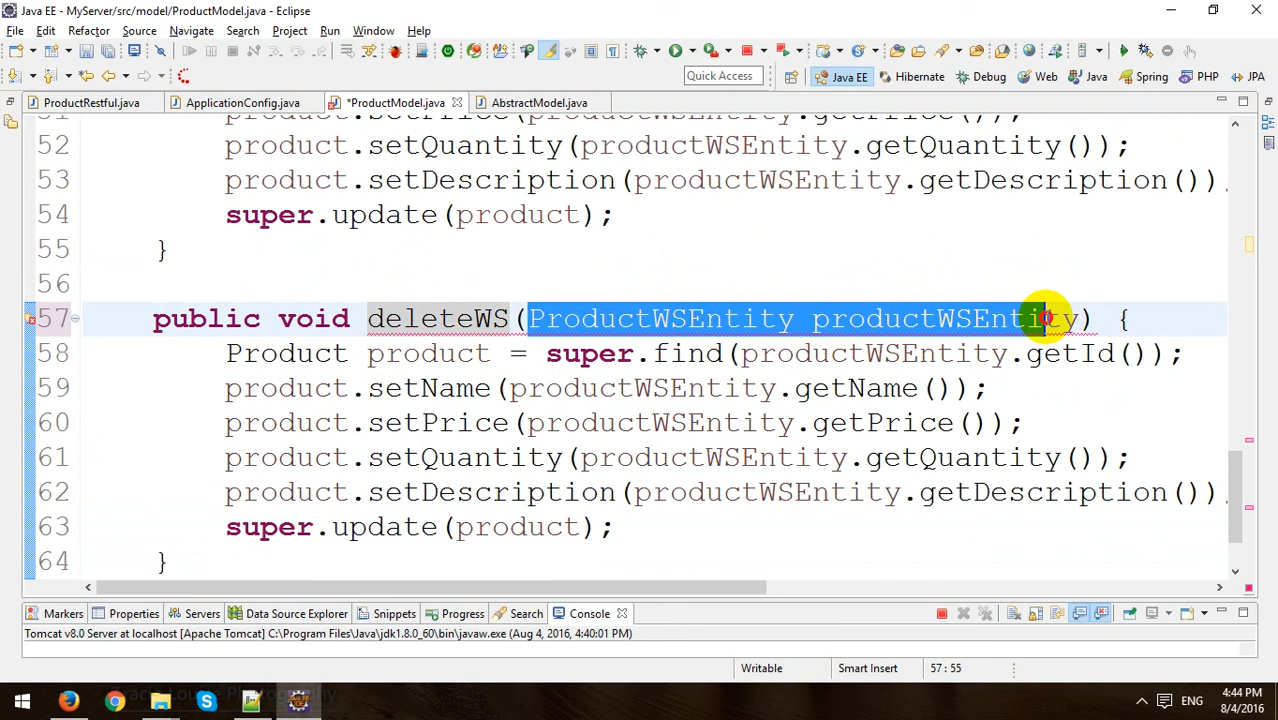 Java EE - MyServer/src/model/ProductModel.java - Eclipse
File Edit Refactor Source Navigate Search Project Run Window Help
Quick Access Java EE Hibernate Debug Web Java Spring PHP JPA
ProductRestful.java ApplicationConfig.java *ProductModel.java AbstractModel.java
52 product.setQuantity(productWSEntity.getQuantity());
53 product.setDescription(productWSEntity.getDescription())
54 super.update(product);
55 }
56
57 public void deleteWS(ProductWSEntity productWSEntity) {
58 Product product = super.find(productWSEntity.getId());
59 product.setName(productWSEntity.getName());
60 product.setPrice(productWSEntity.getPrice());
61 product.setQuantity(productWSEntity.getQuantity());
62 product.setDescription(productWSEntity.getDescription())
63 super.update(product);
64 }
Markers Properties Servers Data Source Explorer Snippets Progress Search Console
Tomcat v8.0 Server at localhost [Apache Tomcat] C:\Program Files\Java\jdk1.8.0_60\bin\javaw.exe (Aug 4, 2016, 4:40:01 PM)
Writable Smart Insert 57 : 55
ENG 4:44 PM
8/4/2016